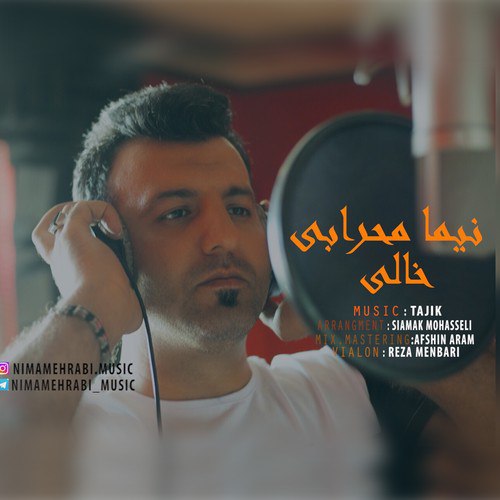 نیما محرابی
خالی
MUSIC : TAJIK
ARRANGMENT : SIAMAK MOHASSELI
MIX.MASTERING:AFSHIN ARAM
VIALON : REZA MENBARI
NIMAMEHRABI.MUSIC
NIMAMEHRABI_MUSIC